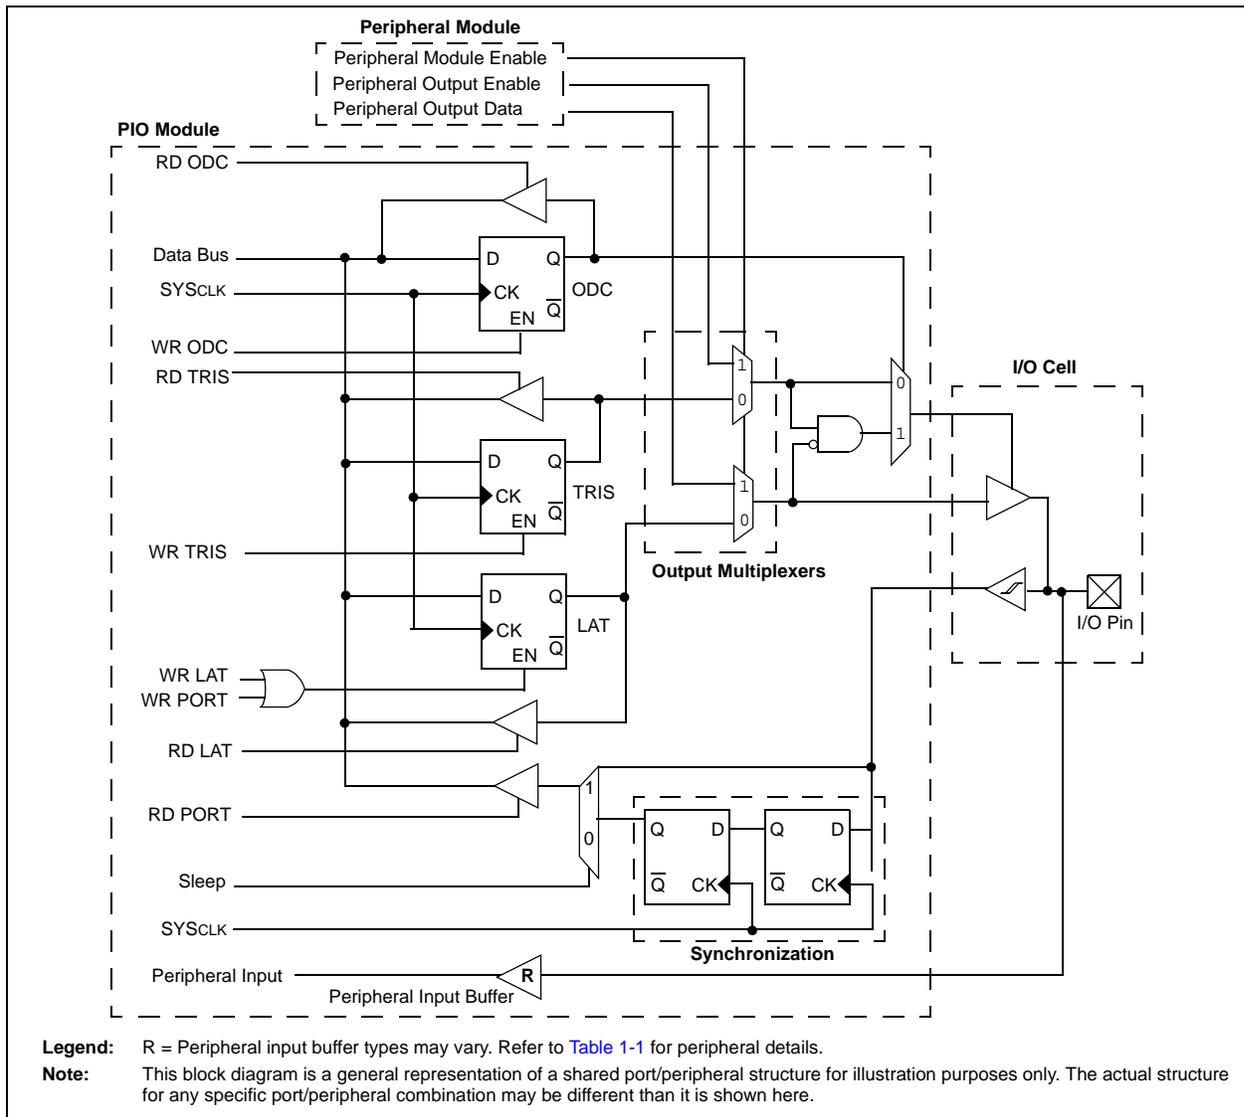 Peripheral Module
Peripheral Module Enable
Peripheral Output Enable
Peripheral Output Data
PIO Module
RD ODC
Data Bus
D Q
SYSCLK
CK
ODC
Q
EN
WR ODC
RD TRIS
1
0
I/O Cell
0
1
D Q
CK
TRIS
Q
EN
1
0
WR TRIS
Output Multiplexers
D Q
CK
LAT
Q
EN
I/O Pin
WR LAT
WR PORT
RD LAT
1
RD PORT
0
Q D Q D
Q CK Q CK
Sleep
SYSCLK
Synchronization
Peripheral Input
R
Peripheral Input Buffer
Legend: R = Peripheral input buffer types may vary. Refer to Table 1-1 for peripheral details.
Note: This block diagram is a general representation of a shared port/peripheral structure for illustration purposes only. The actual structure
for any specific port/peripheral combination may be different than it is shown here.